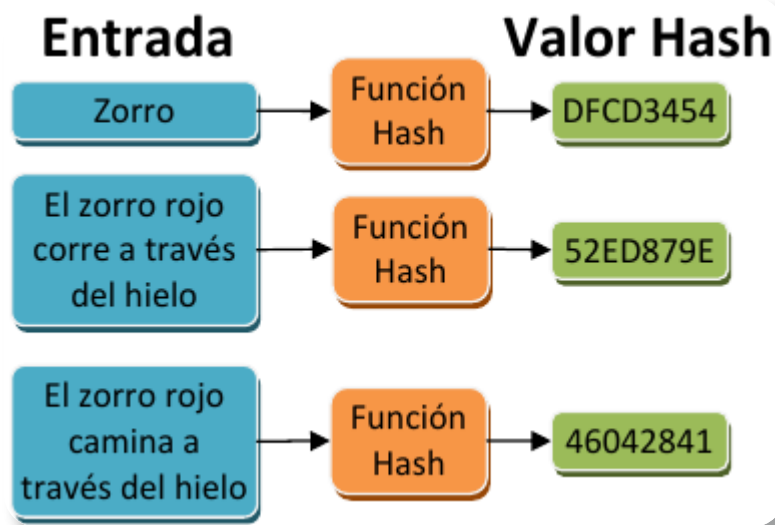 Entrada
Valor Hash
Zorro
Función
Hash
DFCD3454
El zorro rojo
corre a través
del hielo
Función
Hash
52ED879E
El zorro rojo
camina a
través del hielo
Función
Hash
46042841